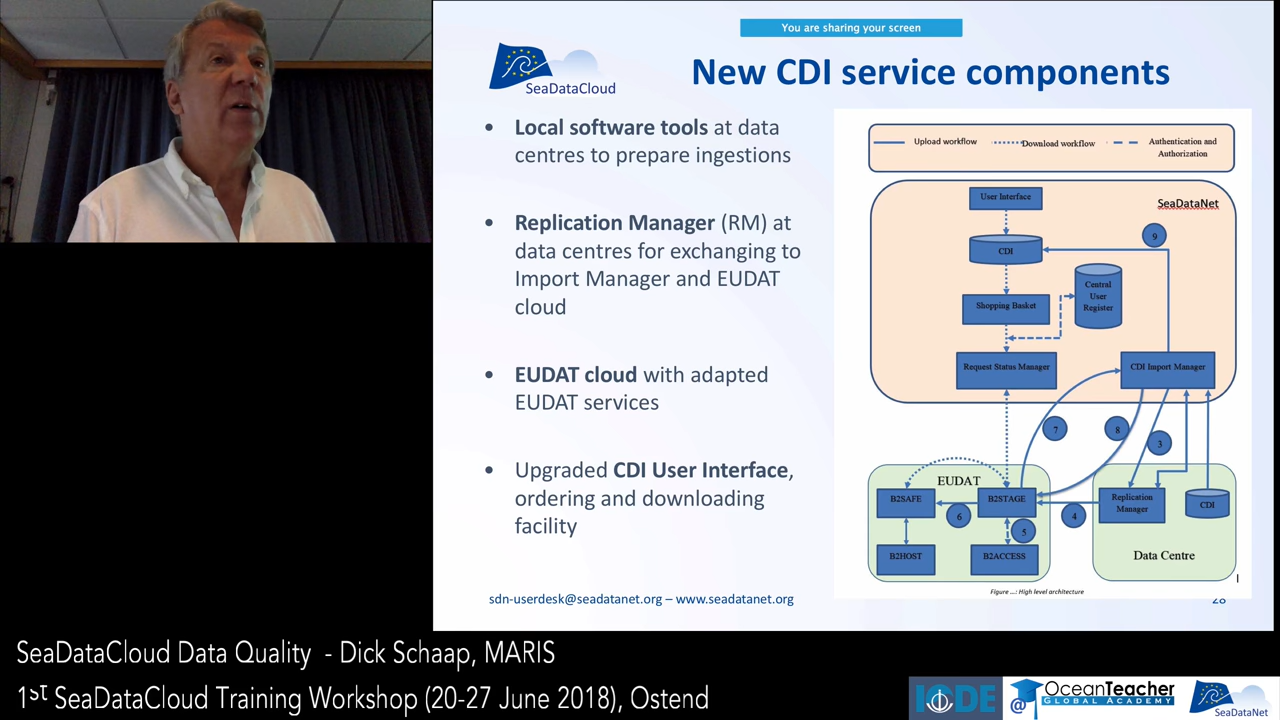 You are sharing your screen
SeaDataCloud
New CDI service components
• Local software tools at data
centres to prepare ingestions
• Replication Manager (RM) at
data centres for exchanging to
Import Manager and EUDAT
cloud
• EUDAT cloud with adapted
EUDAT services
• Upgraded CDI User Interface,
ordering and downloading
facility
Upload workflow
Download workflow
Authentication and
Authorization
SeaDataNet
User Interface
9
CDI
Central
User
Register
Shopping Basket
Request Status Manager
CDI Import Manager
7
8
3
EUDAT
B2SAFE
B2STAGE
Replication
Manager
CDI
6
5
4
B2HOST
B2ACCESS
Data Centre
Figure ...: High level architecture
sdn-userdesk@seadatanet.org – www.seadatanet.org
28
SeaDataCloud Data Quality - Dick Schaap, MARIS
1st SeaDataCloud Training Workshop (20-27 June 2018), Ostend
IODE
@
OceanTeacher
GLOBAL ACADEMY
SeaDataNet